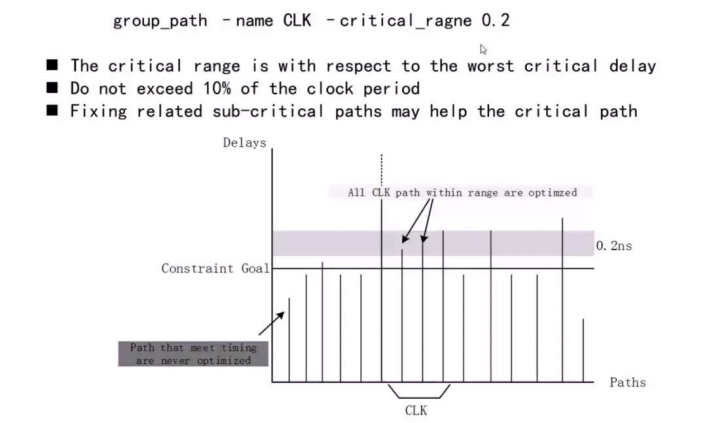 group_path -name CLK -critical_ragne 0.2
■ The critical range is with respect to the worst critical delay
■ Do not exceed 10% of the clock period
■ Fixing related sub-critical paths may help the critical path
Delays
All CLK path within range are optimzed
0.2ns
Constraint Goal
Path that meet timing
are never optimized
Paths
CLK